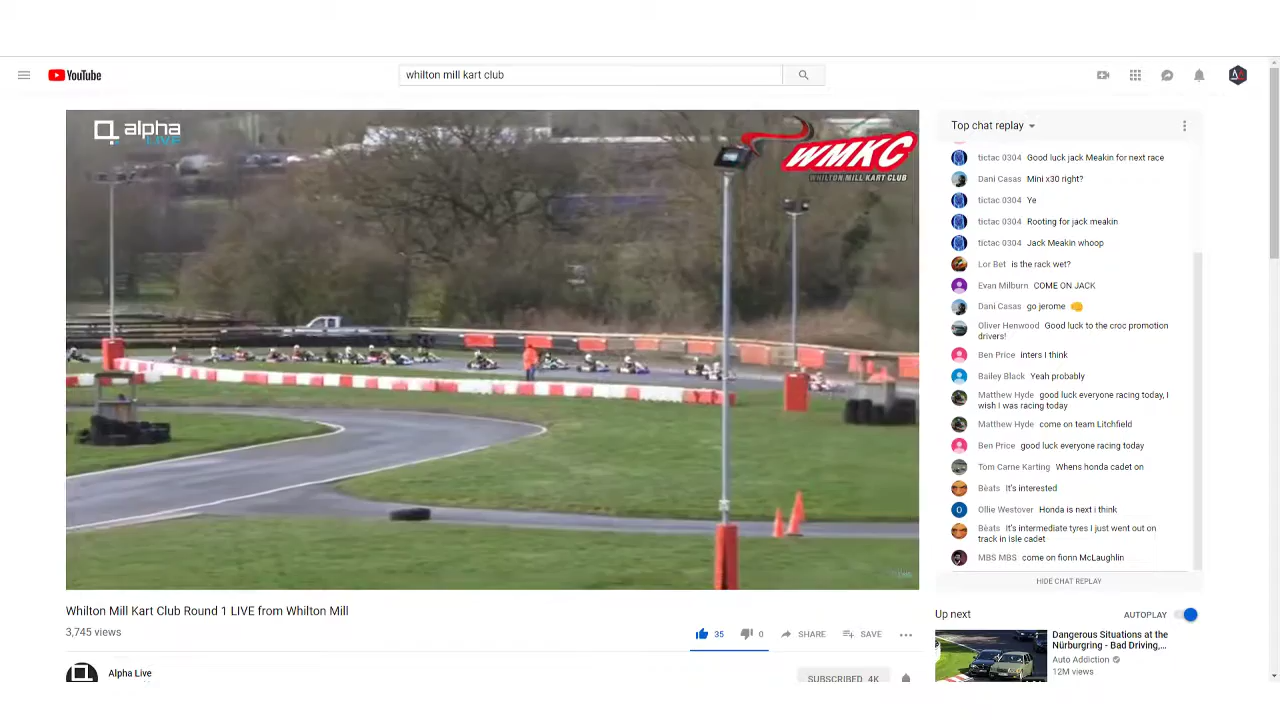 YouTube
whilton mill kart club
alpha
LIVE
WMKC
WHILTON MILL KART CLUB
Top chat replay
tictac 0304 Good luck jack Meakin for next race
Dani Casas Mini x30 right?
tictac 0304 Ye
tictac 0304 Rooting for jack meakin
tictac 0304 Jack Meakin whoop
Lor Bet is the rack wet?
Evan Milburn COME ON JACK
Dani Casas go jerome
Oliver Henwood Good luck to the croc promotion
drivers!
Ben Price inters I think
Bailey Black Yeah probably
Matthew Hyde good luck everyone racing today, I
wish I was racing today
Matthew Hyde come on team Litchfield
Ben Price good luck everyone racing today
Tom Carne Karting Whens honda cadet on
Bèats It's interested
O Ollie Westover Honda is next i think
Bèats it's intermediate tyres I just went out on
track in isle cadet
MBS MBS come on fionn McLaughlin
HIDE CHAT REPLAY
Whilton Mill Kart Club Round 1 LIVE from Whilton Mill
3,745 views
35 0 SHARE SAVE
Alpha Live
SUBSCRIBED 4K
Up next AUTOPLAY
Dangerous Situations at the
Nürburgring - Bad Driving,...
Auto Addiction
12M views